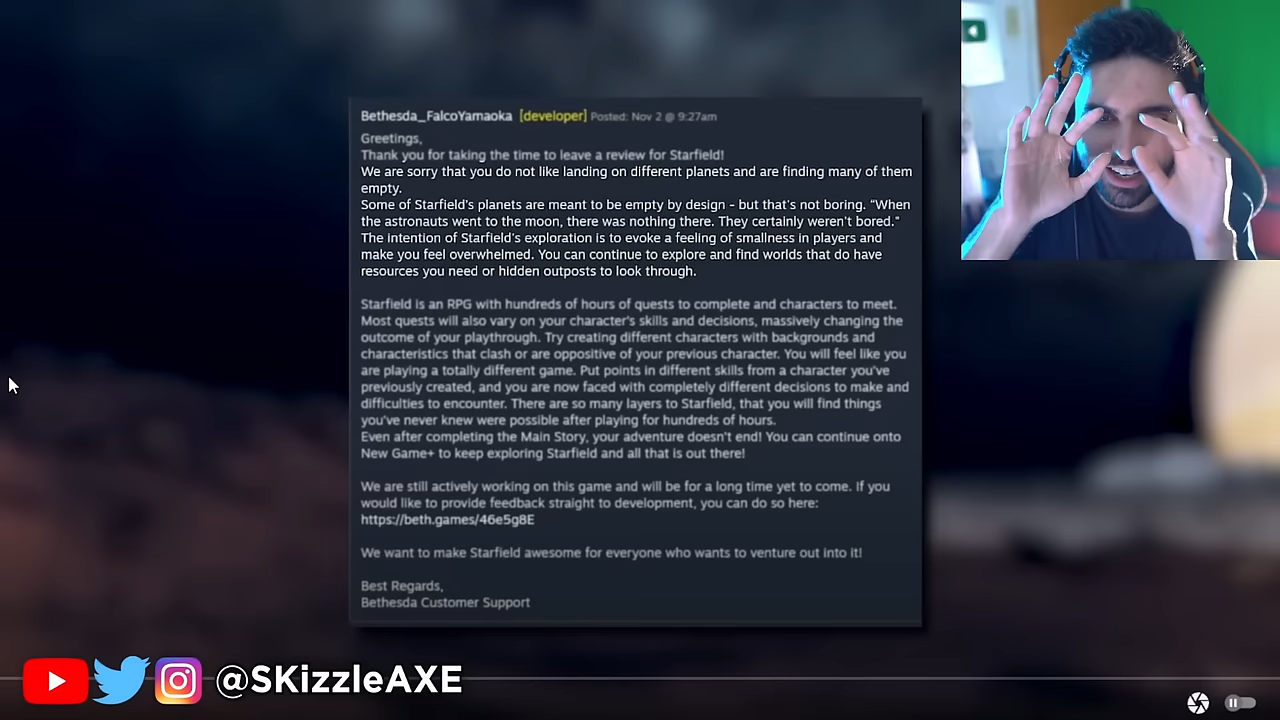 Bethesda_FalcoYamaoka [developer] Posted: Nov 2 @ 9:27am
Greetings,
Thank you for taking the time to leave a review for Starfield!
We are sorry that you do not like landing on different planets and are finding many of them
empty.
Some of Starfield's planets are meant to be empty by design - but that's not boring. "When
the astronauts went to the moon, there was nothing there. They certainly weren't bored."
The intention of Starfield's exploration is to evoke a feeling of smallness in players and
make you feel overwhelmed. You can continue to explore and find worlds that do have
resources you need or hidden outposts to look through.
Starfield is an RPG with hundreds of hours of quests to complete and characters to meet.
Most quests will also vary on your character's skills and decisions, massively changing the
outcome of your playthrough. Try creating different characters with backgrounds and
characteristics that clash or are oppositive of your previous character. You will feel like you
are playing a totally different game. Put points in different skills from a character you've
previously created, and you are now faced with completely different decisions to make and
difficulties to encounter. There are so many layers to Starfield, that you will find things
you've never knew were possible after playing for hundreds of hours.
Even after completing the Main Story, your adventure doesn't end! You can continue onto
New Game+ to keep exploring Starfield and all that is out there!
We are still actively working on this game and will be for a long time yet to come. If you
would like to provide feedback straight to development, you can do so here:
https://beth.games/46e5g8E
We want to make Starfield awesome for everyone who wants to venture out into it!
Best Regards,
Bethesda Customer Support
@SKizzleAXE